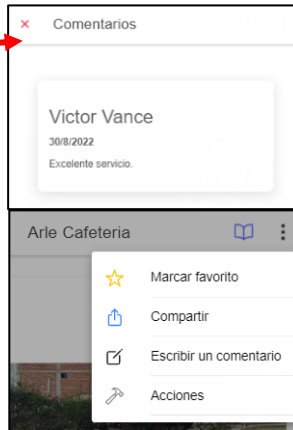 Comentarios
Victor Vance
30/8/2022
Excelente servicio.
Arle Cafeteria
Marcar favorito
Compartir
Escribir un comentario
Acciones